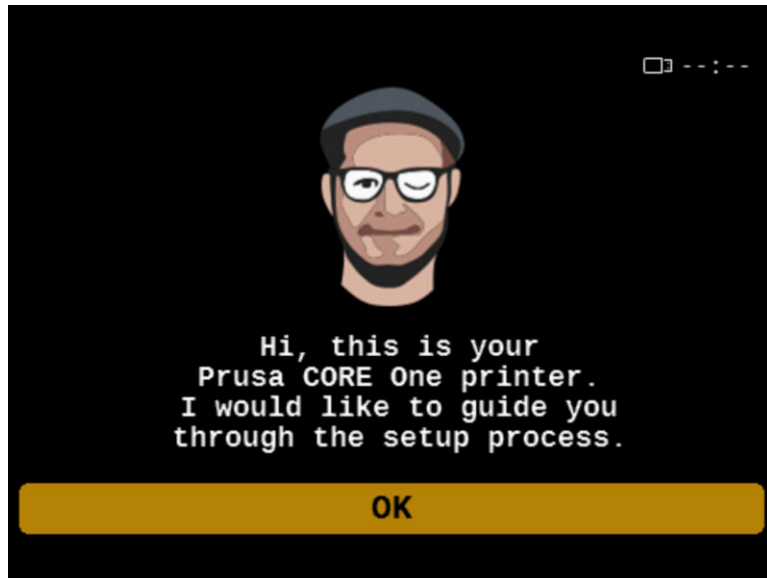 --:--
Hi, this is your
Prusa CORE One printer.
I would like to guide you
through the setup process.
OK